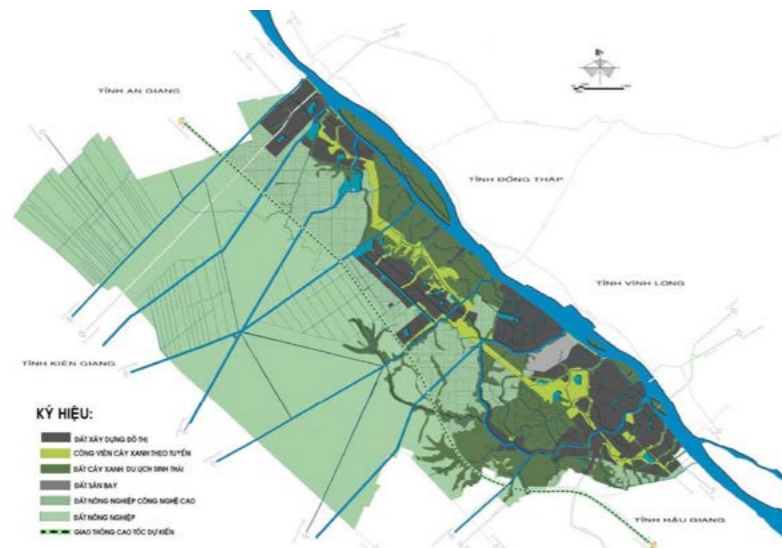 TỈNH AN GIANG
TỈNH ĐỒNG THÁP
TỈNH VĨNH LONG
TỈNH KIÊN GIANG
TỈNH HẬU GIANG
KÝ HIỆU:
ĐẤT XÂY DỰNG ĐÔ THỊ
CÔNG VIÊN CÂY XANH THEO TUYẾN
ĐẤT CÂY XANH DU LỊCH SINH THÁI
ĐẤT SÂN BAY
ĐẤT NÔNG NGHIỆP CÔNG NGHỆ CAO
ĐẤT NÔNG NGHIỆP
GIAO THÔNG CAO TỐC DỰ KIẾN